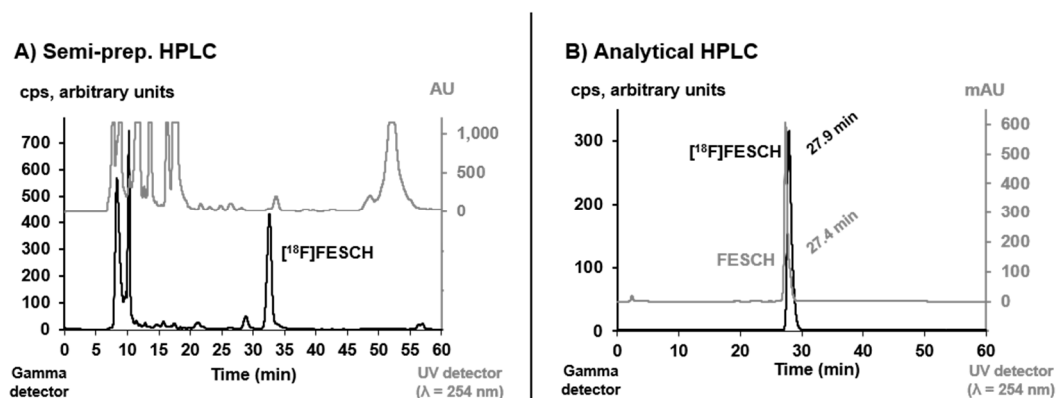 A) Semi-prep. HPLC
cps, arbitrary units
AU
700
600
500
400
300
200
100
0
1,000
500
0
[¹⁸F]FESCH
0 5 10 15 20 25 30 35 40 45 50 55 60
Gamma
detector
Time (min)
UV detector
(λ = 254 nm)
B) Analytical HPLC
cps, arbitrary units
mAU
300
200
100
0
600
500
400
300
200
100
0
[¹⁸F]FESCH
27.9 min
FESCH
27.4 min
0 10 20 30 40 50 60
Gamma
detector
Time (min)
UV detector
(λ = 254 nm)